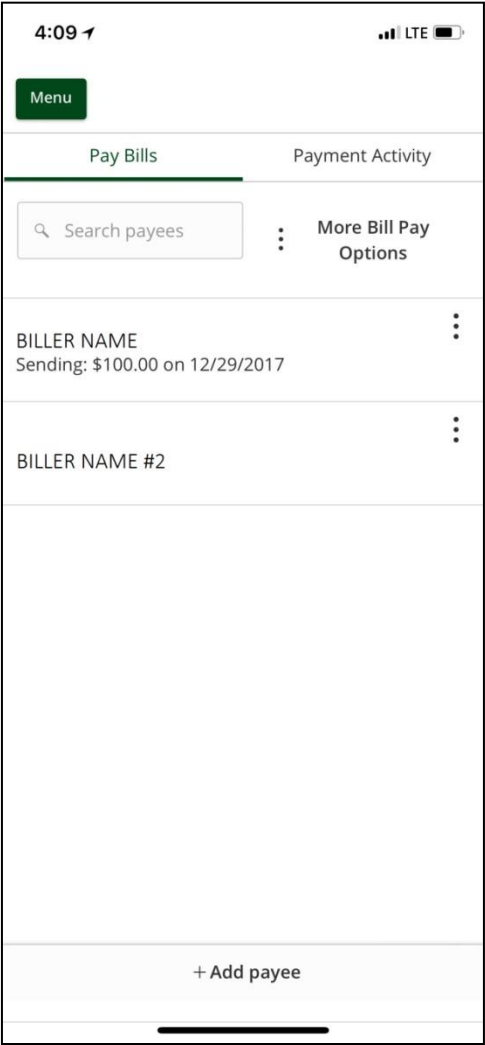 4:09
LTE
Menu
Pay Bills
Payment Activity
Search payees
More Bill Pay
Options
BILLER NAME
Sending: $100.00 on 12/29/2017
BILLER NAME #2
+ Add payee